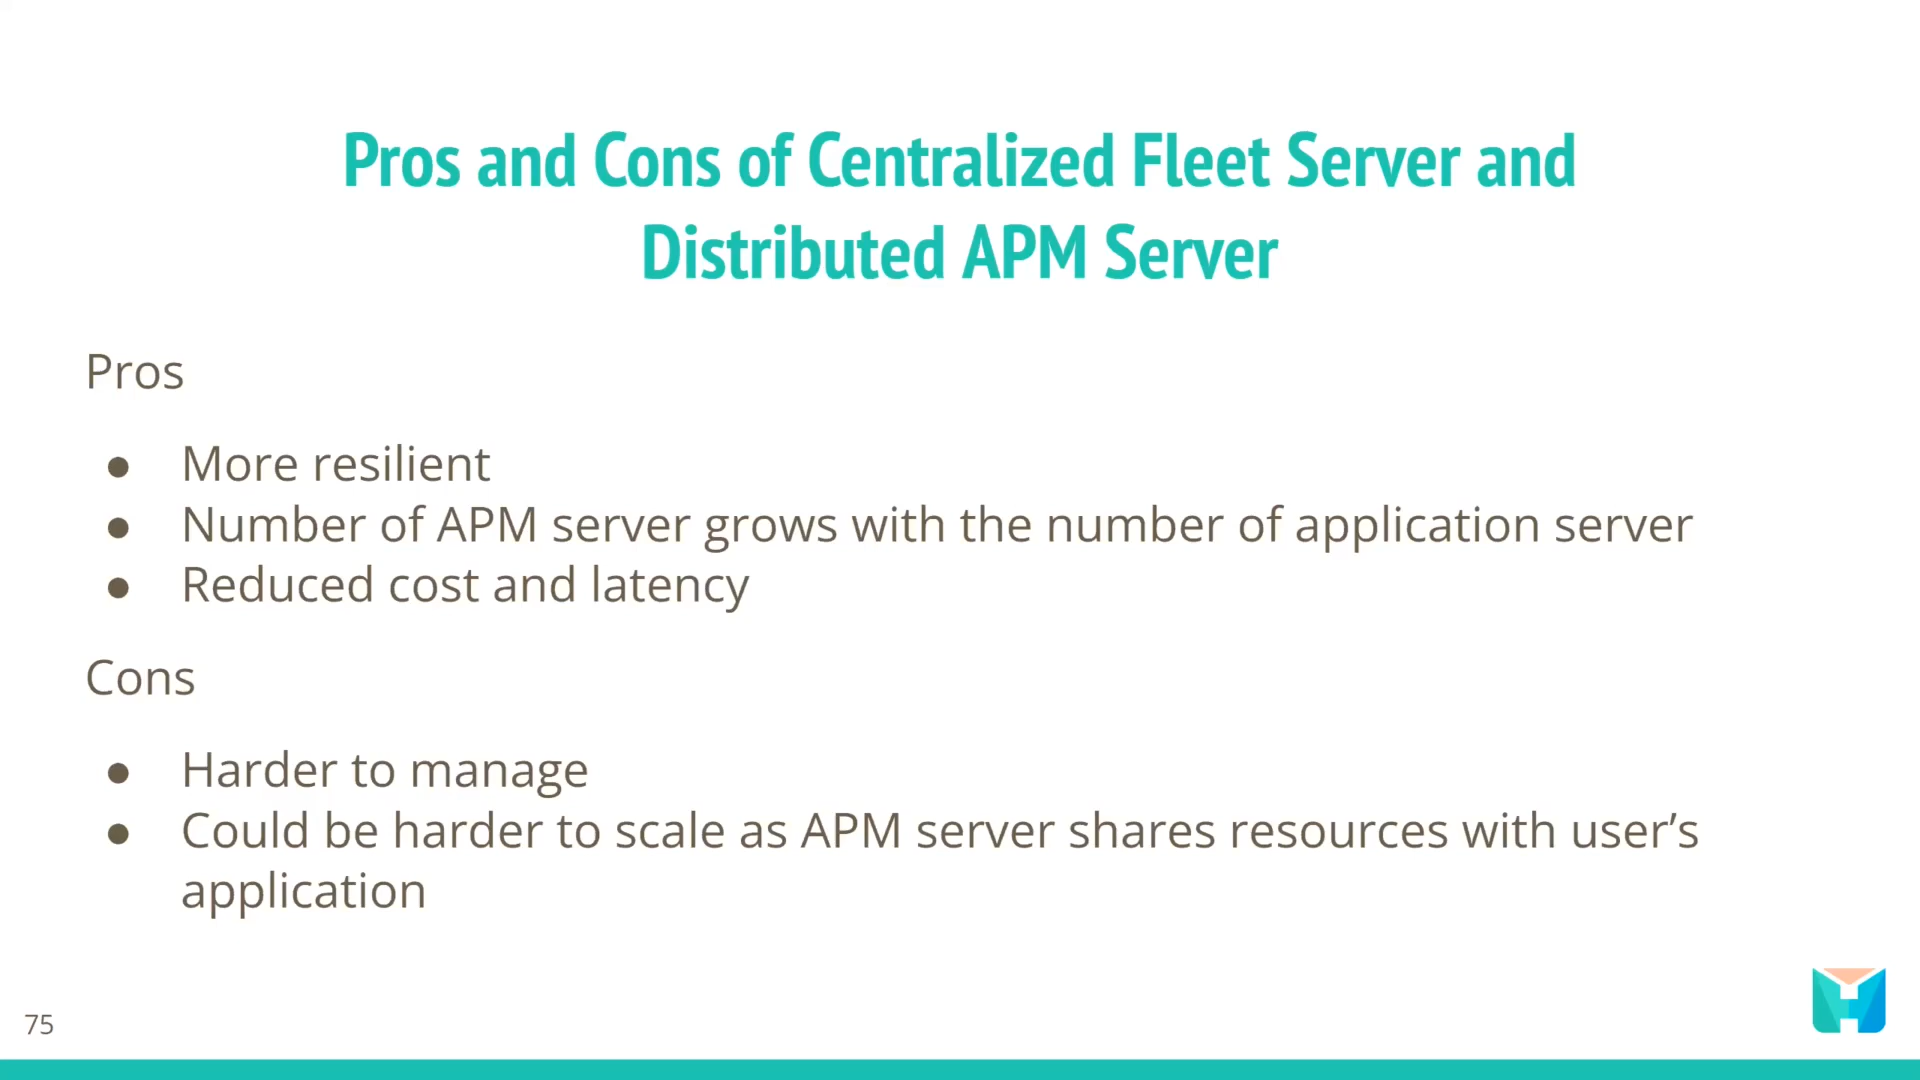 Pros and Cons of Centralized Fleet Server and
Distributed APM Server
Pros
● More resilient
● Number of APM server grows with the number of application server
● Reduced cost and latency
Cons
● Harder to manage
● Could be harder to scale as APM server shares resources with user’s
application
75